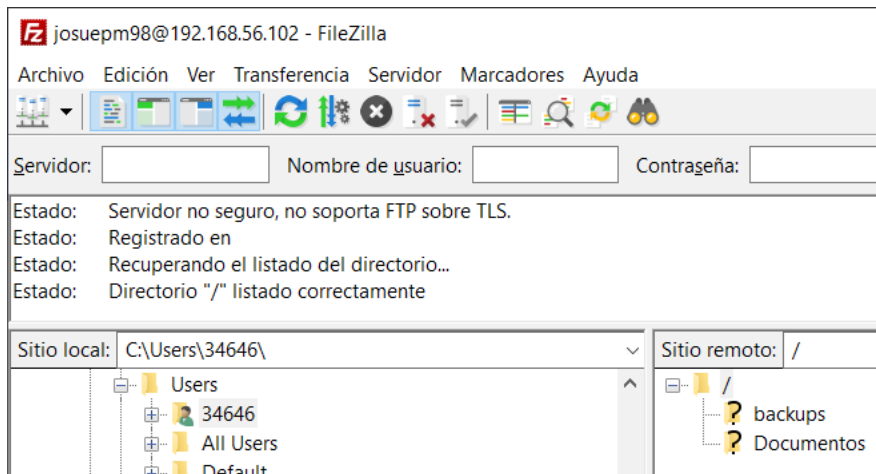 josuepm98@192.168.56.102 - FileZilla
Archivo Edición Ver Transferencia Servidor Marcadores Ayuda
Servidor: Nombre de usuario: Contraseña:
Estado: Servidor no seguro, no soporta FTP sobre TLS.
Estado: Registrado en
Estado: Recuperando el listado del directorio...
Estado: Directorio "/" listado correctamente
Sitio local: C:\Users\34646\ Sitio remoto: /
Users /
34646 backups
All Users Documentos
Default